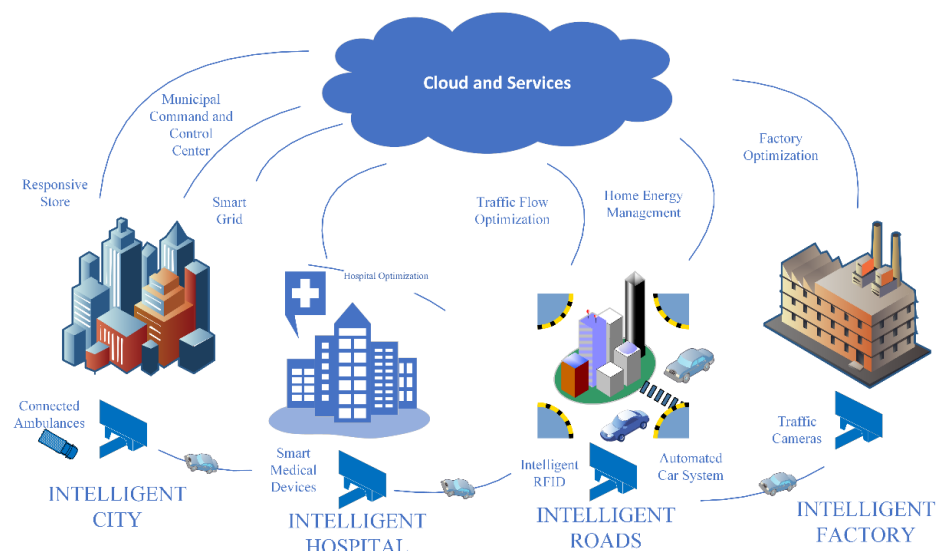 Cloud and Services
Municipal
Command and
Control
Center
Factory
Optimization
Responsive
Store
Smart
Grid
Traffic Flow
Optimization
Home Energy
Management
Hospital Optimization
Connected
Ambulances
Smart
Medical
Devices
Intelligent
RFID
Automated
Car System
Traffic
Cameras
INTELLIGENT
CITY
INTELLIGENT
HOSPITAL
INTELLIGENT
ROADS
INTELLIGENT
FACTORY